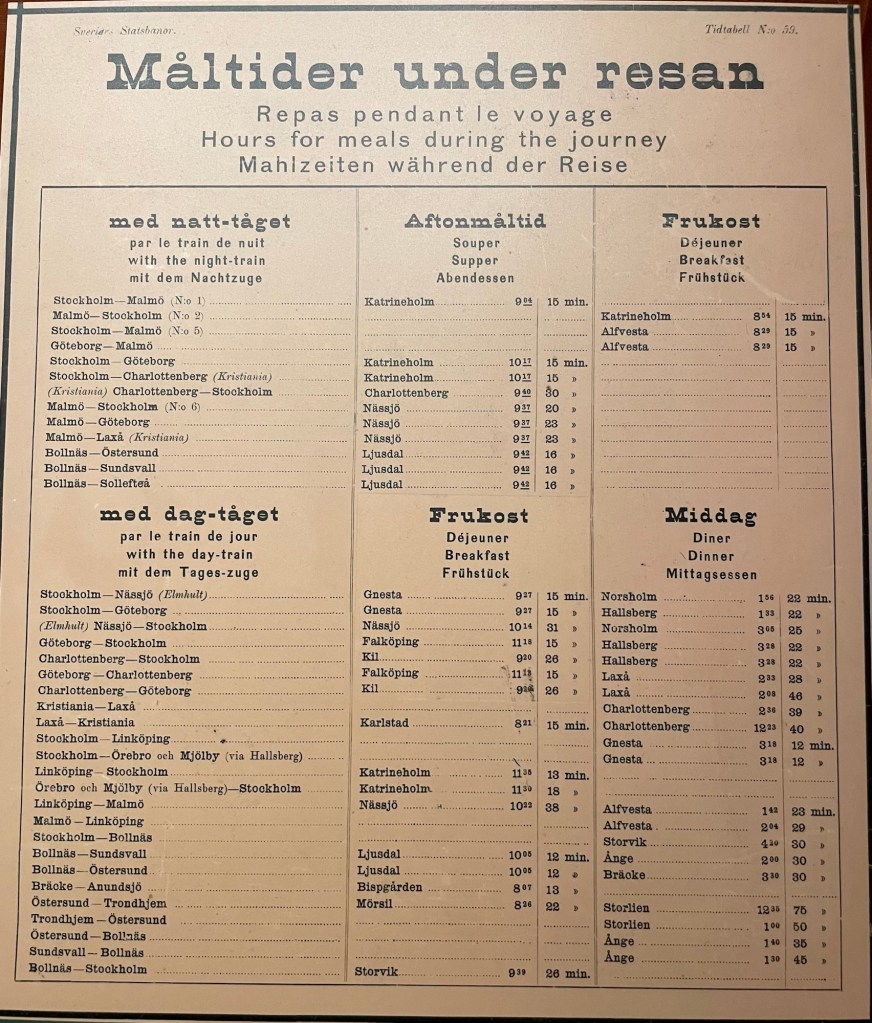 Sveriges Statsbanor. Tidtabell N:o 59.
Måltider under resan
Repas pendant le voyage
Hours for meals during the journey
Mahlzeiten während der Reise
med natt-tåget Aftonmåltid Frukost
par le train de nuit Souper Déjeuner
with the night-train Supper Breakfast
mit dem Nachtzuge Abendessen Frühstück
Stockholm—Malmö (N:o 1) Katrineholm 9 04 15 min.
Malmö—Stockholm (N:o 2) Katrineholm 8 54 15 min.
Stockholm—Malmö (N:o 5) Alfvesta 8 29 15 »
Göteborg—Malmö Alfvesta 8 29 15 »
Stockholm—Göteborg Katrineholm 10 17 15 min.
Stockholm—Charlottenberg (Kristiania) Katrineholm 10 17 15 »
(Kristiania) Charlottenberg—Stockholm Charlottenberg 9 40 30 »
Malmö—Stockholm (N:o 6) Nässjö 9 37 20 »
Malmö—Göteborg Nässjö 9 37 23 »
Malmö—Laxå (Kristiania) Nässjö 9 37 23 »
Bollnäs—Östersund Ljusdal 9 42 16 »
Bollnäs—Sundsvall Ljusdal 9 42 16 »
Bollnäs—Sollefteå Ljusdal 9 42 16 »
med dag-tåget Frukost Middag
par le train de jour Déjeuner Diner
with the day-train Breakfast Dinner
mit dem Tages-zuge Frühstück Mittagsessen
Stockholm—Nässjö (Elmhult) Gnesta 9 27 15 min. Norsholm 1 56 22 min.
Stockholm—Göteborg Gnesta 9 27 15 » Hallsberg 1 33 22 »
(Elmhult) Nässjö—Stockholm Nässjö 10 14 31 » Norsholm 3 05 25 »
Göteborg—Stockholm Falköping 11 18 15 » Hallsberg 3 28 22 »
Charlottenberg—Stockholm Kil 9 20 26 » Hallsberg 3 28 22 »
Göteborg—Charlottenberg Falköping 11 18 15 » Laxå 2 33 28 »
Charlottenberg—Göteborg Kil 9 20 26 » Laxå 2 08 46 »
Kristiania—Laxå Charlottenberg 2 36 39 »
Laxå—Kristiania Karlstad 8 21 15 min. Charlottenberg 12 23 40 »
Stockholm—Linköping Gnesta 3 18 12 min.
Stockholm—Örebro och Mjölby (via Hallsberg) Gnesta 3 18 12 »
Linköping—Stockholm Katrineholm 11 35 13 min.
Örebro och Mjölby (via Hallsberg)—Stockholm Katrineholm 11 30 18 »
Linköping—Malmö Nässjö 10 22 38 » Alfvesta 1 42 23 min.
Malmö—Linköping Alfvesta 2 04 29 »
Stockholm—Bollnäs Storvik 4 20 30 »
Bollnäs—Sundsvall Ljusdal 10 05 12 min. Ånge 2 00 30 »
Bollnäs—Östersund Ljusdal 10 05 12 » Bräcke 3 30 30 »
Bräcke—Anundsjö Bispgården 8 07 13 »
Östersund—Trondhjem Mörsil 8 26 22 » Storlien 12 35 75 »
Trondhjem—Östersund Storlien 1 00 50 »
Östersund—Bollnäs Ånge 1 40 35 »
Sundsvall—Bollnäs Ånge 1 30 45 »
Bollnäs—Stockholm Storvik 9 39 26 min.